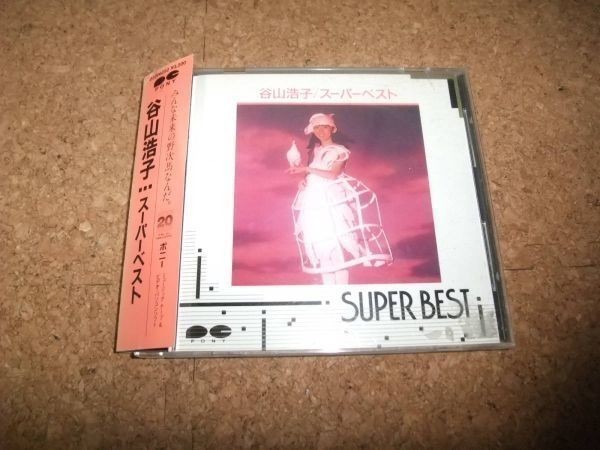 PONY
谷山浩子…スーパーベスト
みんな未来の野次馬なんだ。
20
ポニー
谷山浩子/スーパーベスト
SUPER BEST
PONY